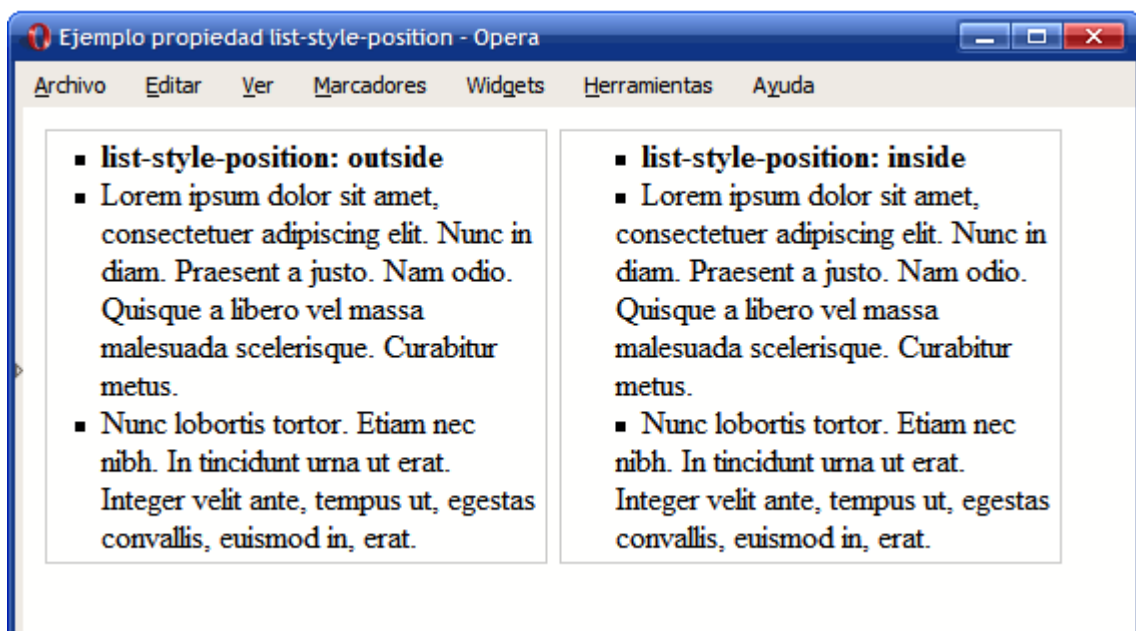 Ejemplo propiedad list-style-position - Opera
Archivo Editar Ver Marcadores Widgets Herramientas Ayuda
list-style-position: outside
Lorem ipsum dolor sit amet,
consectetuer adipiscing elit. Nunc in
diam. Praesent a justo. Nam odio.
Quisque a libero vel massa
malesuada scelerisque. Curabitur
metus.
Nunc lobortis tortor. Etiam nec
nibh. In tincidunt urna ut erat.
Integer velit ante, tempus ut, egestas
convallis, euismod in, erat.
list-style-position: inside
Lorem ipsum dolor sit amet,
consectetuer adipiscing elit. Nunc in
diam. Praesent a justo. Nam odio.
Quisque a libero vel massa
malesuada scelerisque. Curabitur
metus.
Nunc lobortis tortor. Etiam nec
nibh. In tincidunt urna ut erat.
Integer velit ante, tempus ut, egestas
convallis, euismod in, erat.